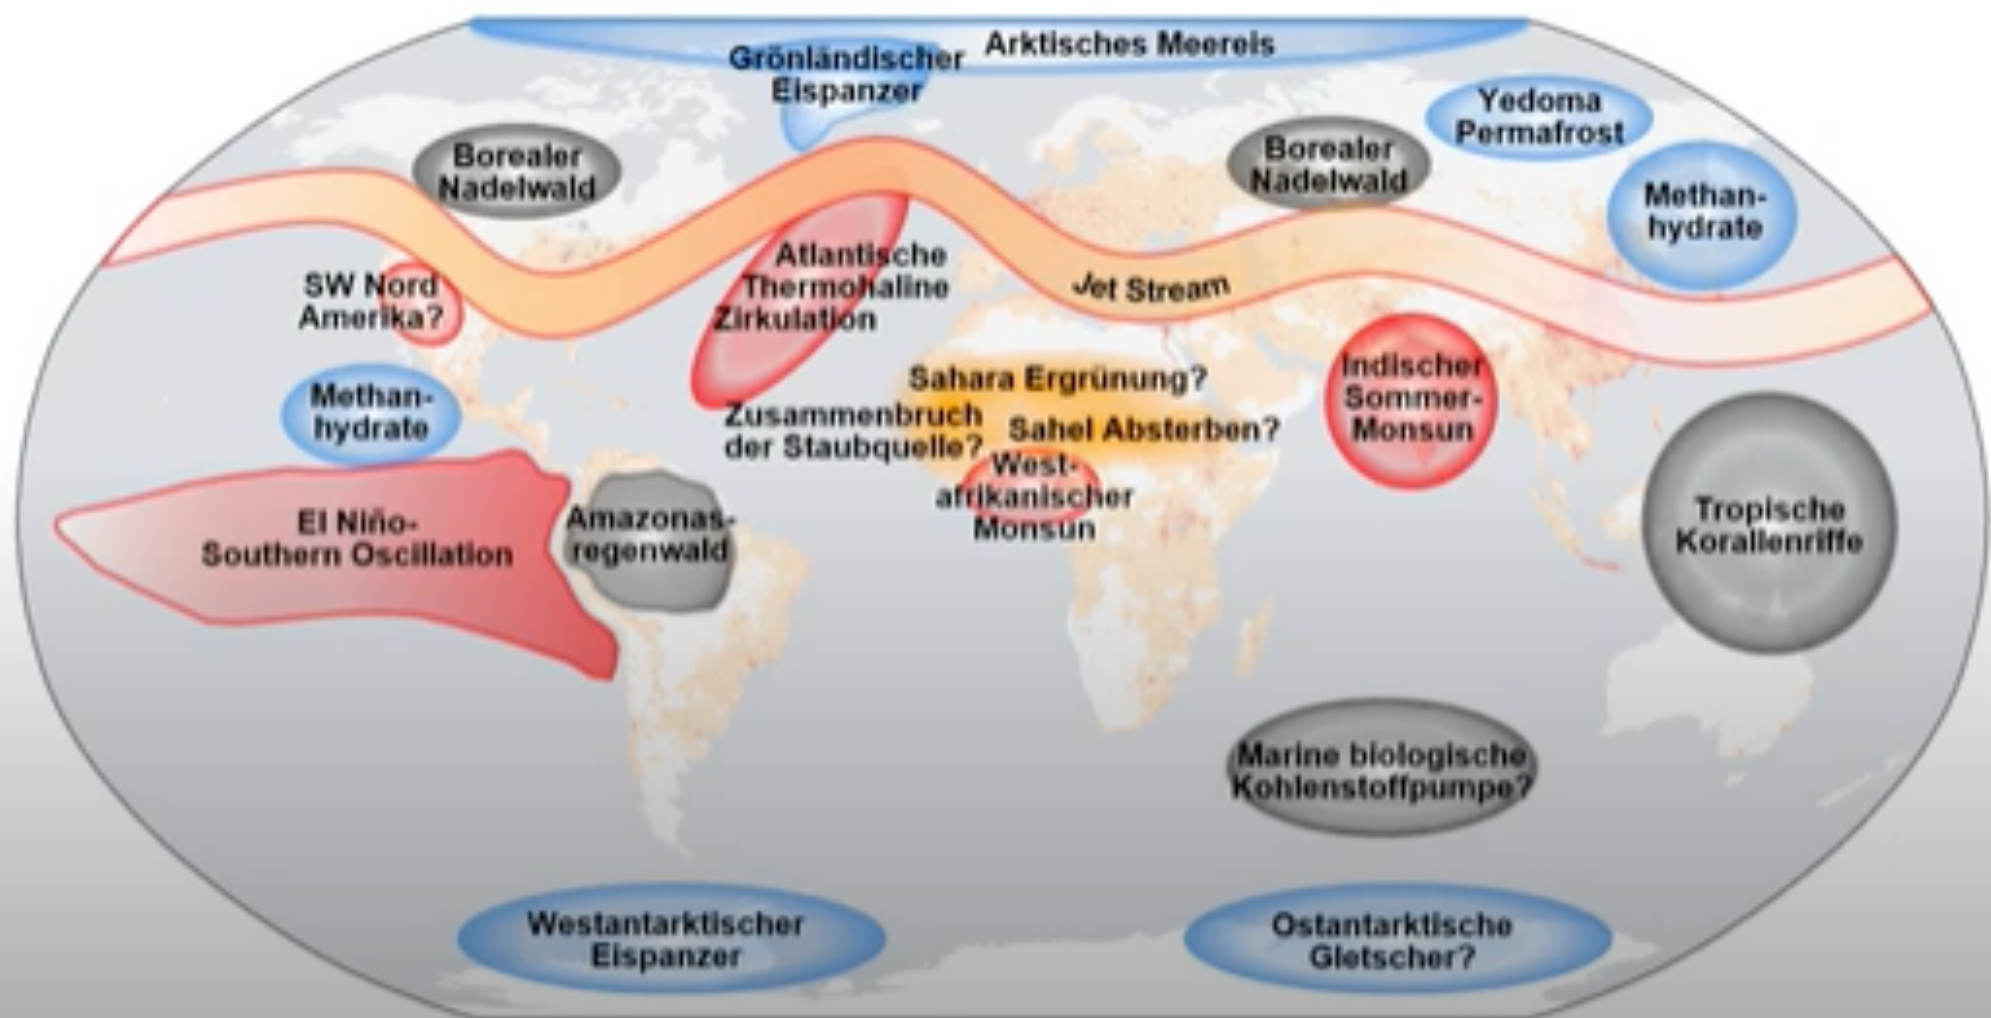 Arktisches Meereis
Grönländischer
Eispanzer
Yedoma
Permafrost
Borealer
Nadelwald
Borealer
Nadelwald
Methan-
hydrate
Atlantische
Thermohaline
Zirkulation
Jet Stream
SW Nord
Amerika?
Indischer
Sommer-
Monsun
Sahara Ergrünung?
Methan-
hydrate
Zusammenbruch
der Staubquelle?
Sahel Absterben?
West-
afrikanischer
Monsun
El Niño-
Southern Oscillation
Amazonas-
regenwald
Tropische
Korallenriffe
Marine biologische
Kohlenstoffpumpe?
Westantarktischer
Eispanzer
Ostantarktische
Gletscher?